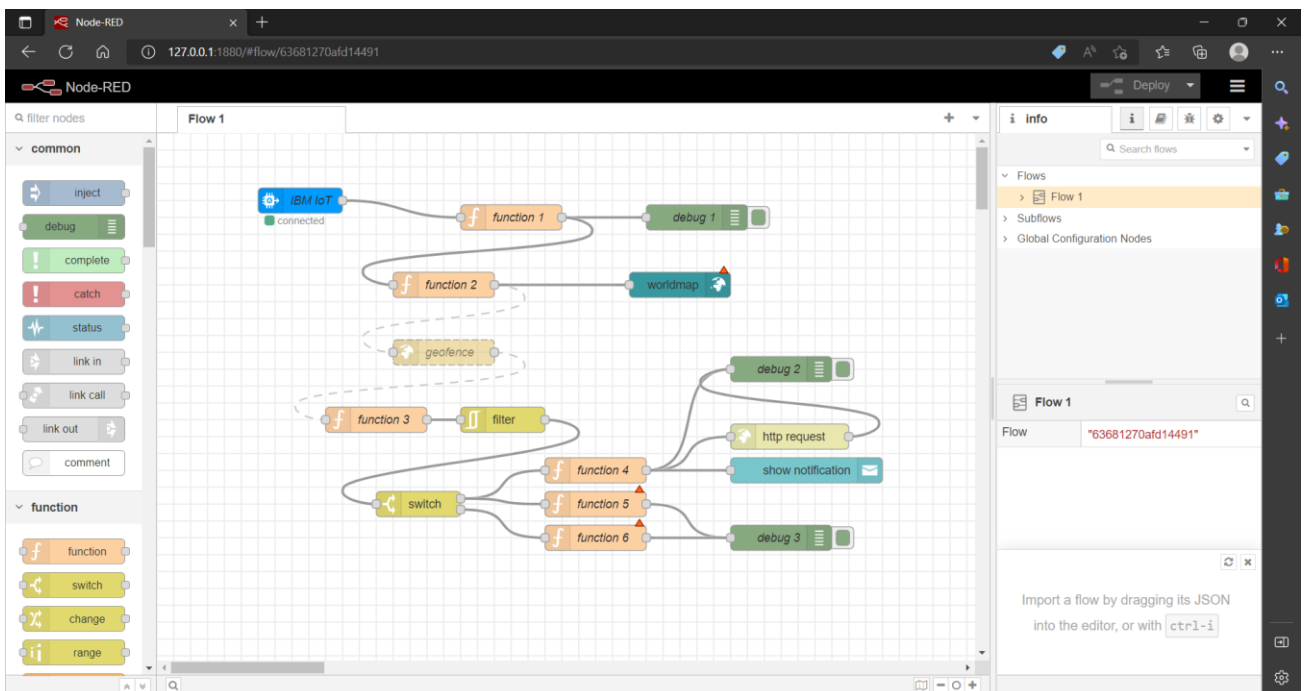 Node-RED
127.0.0.1:1880/#flow/63681270afd14491
Node-RED
Deploy
filter nodes
common
inject
debug
complete
catch
status
link in
link call
link out
comment
function
function
switch
change
range
Flow 1
IBM IoT
connected
function 1
debug 1
function 2
worldmap
geofence
debug 2
function 3
filter
http request
function 4
show notification
switch
function 5
function 6
debug 3
i info
i
Search flows
Flows
Flow 1
Subflows
Global Configuration Nodes
Flow 1
Flow "63681270afd14491"
Import a flow by dragging its JSON
into the editor, or with ctrl-i